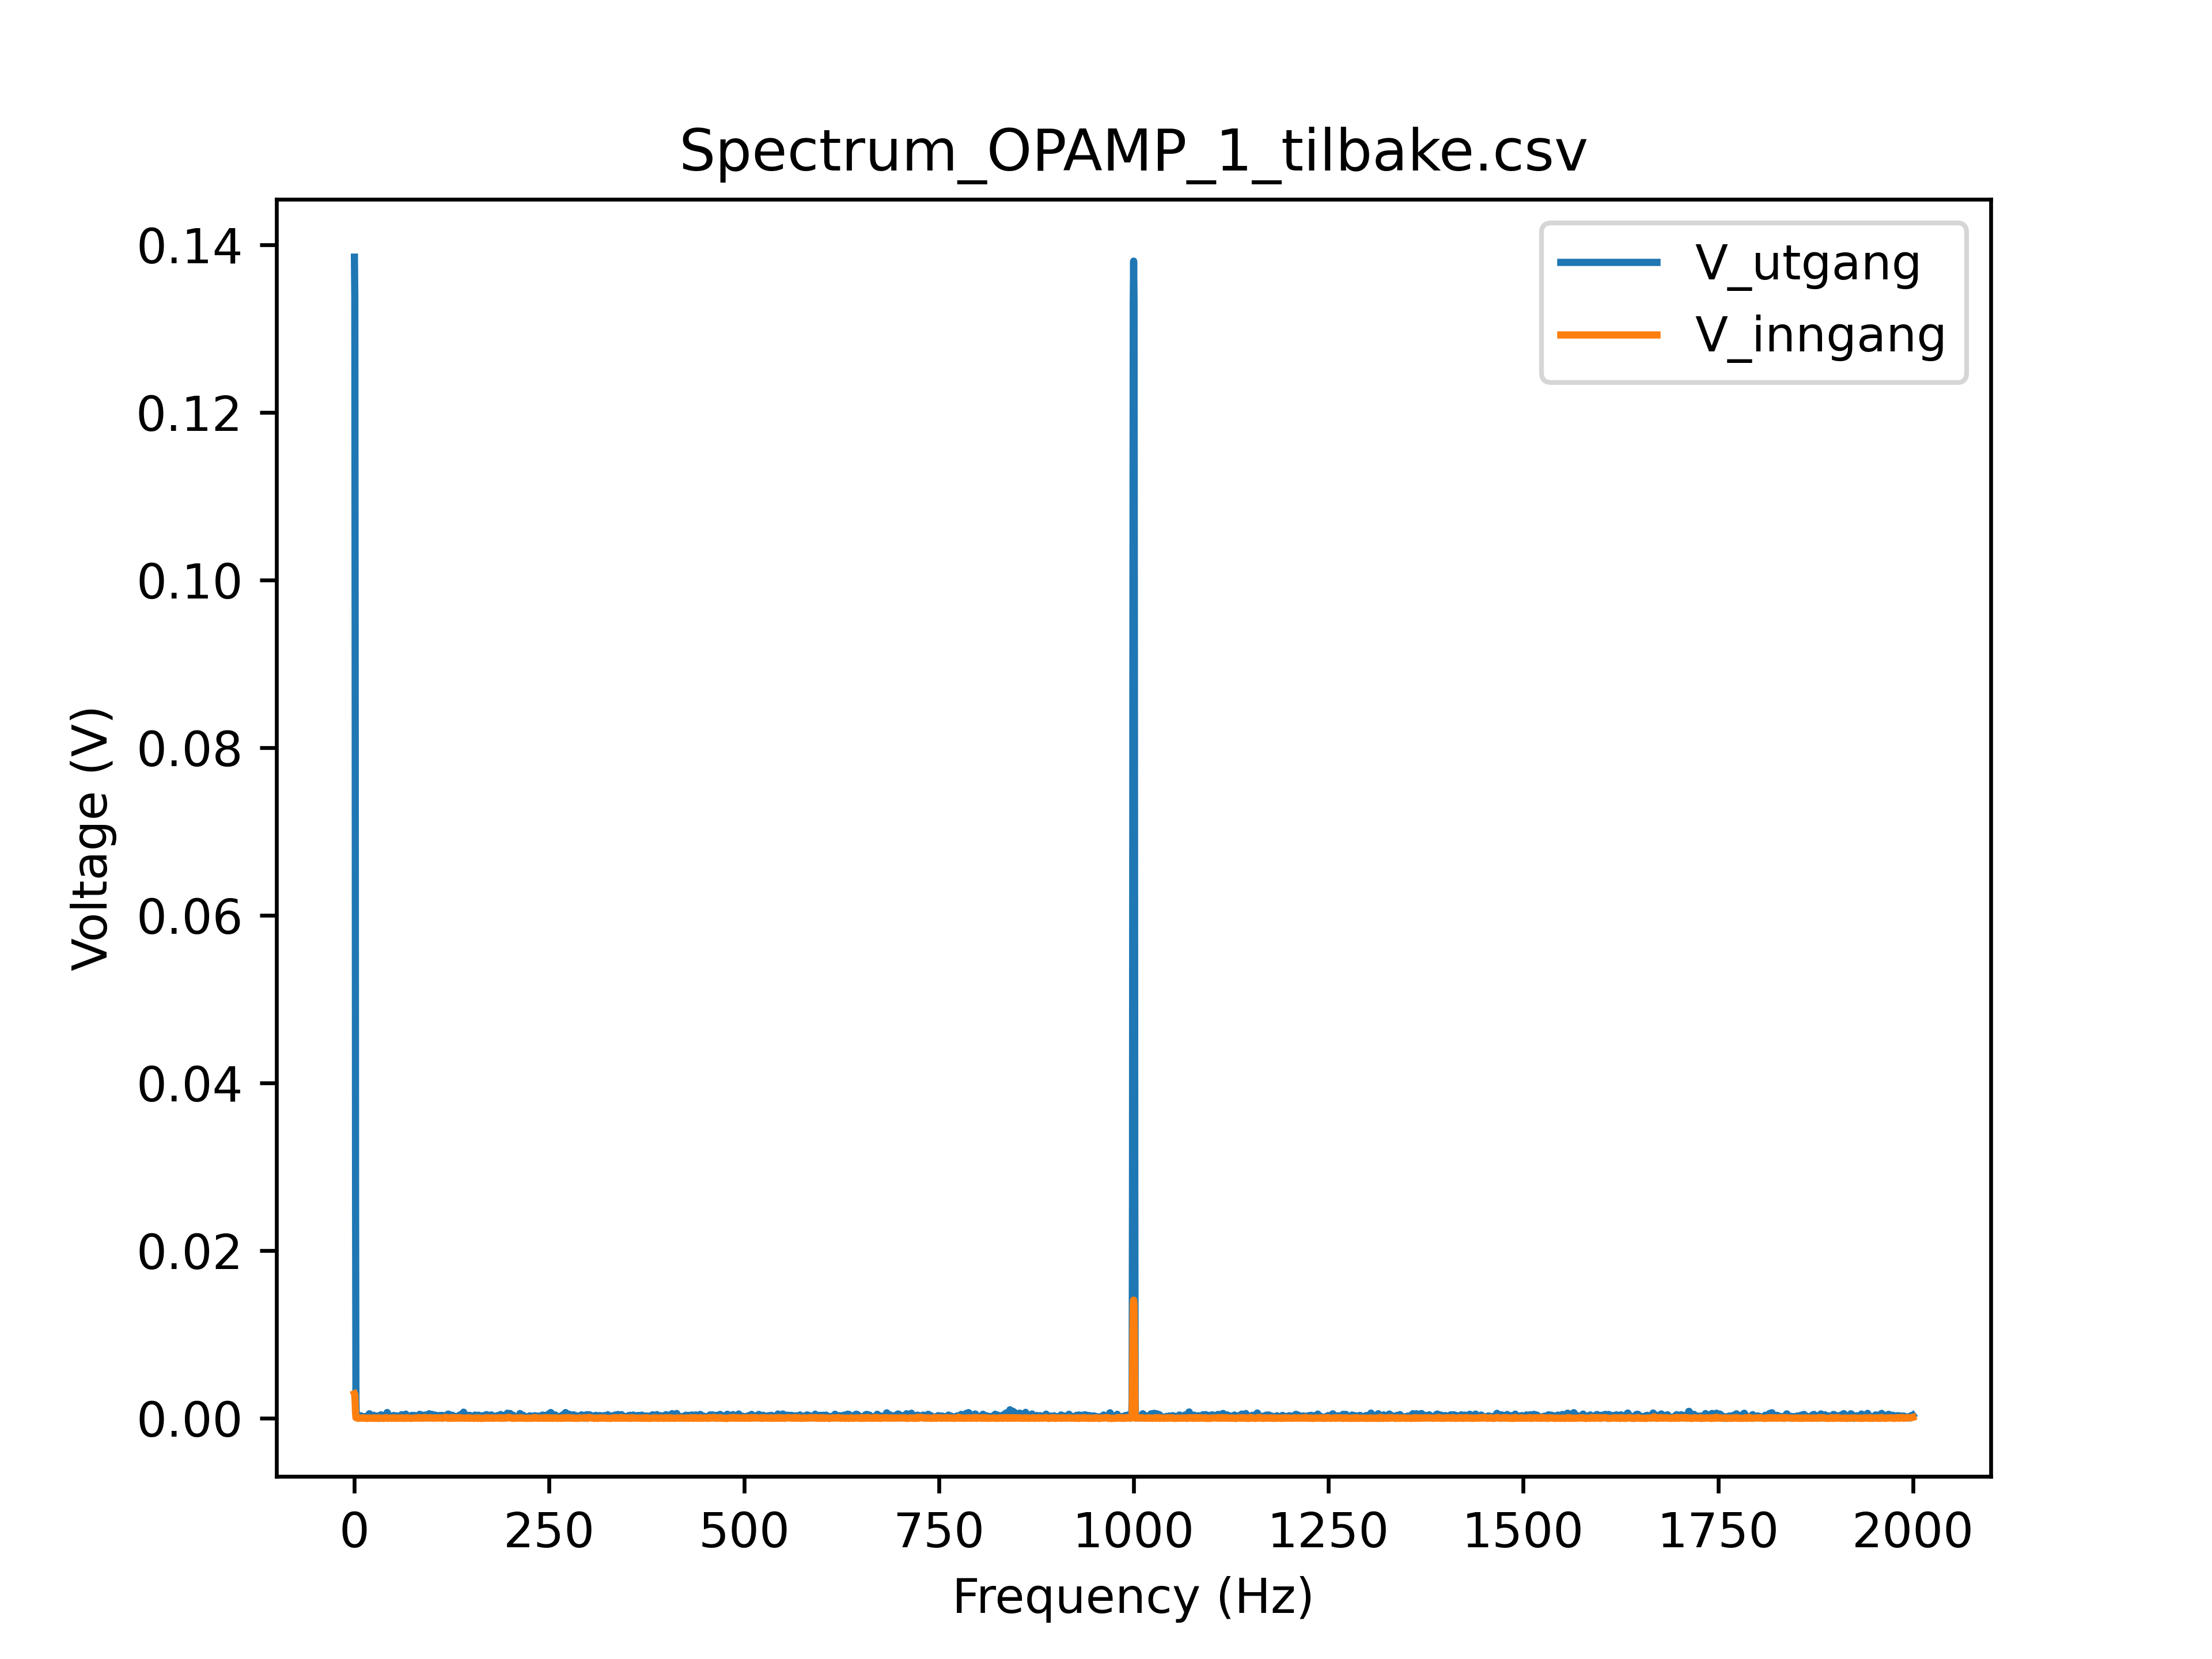 Spectrum_OPAMP_1_tilbake.csv
V_utgang
V_inngang
0.14
0.12
0.10
0.08
0.06
0.04
0.02
0.00
Voltage (V)
0 250 500 750 1000 1250 1500 1750 2000
Frequency (Hz)